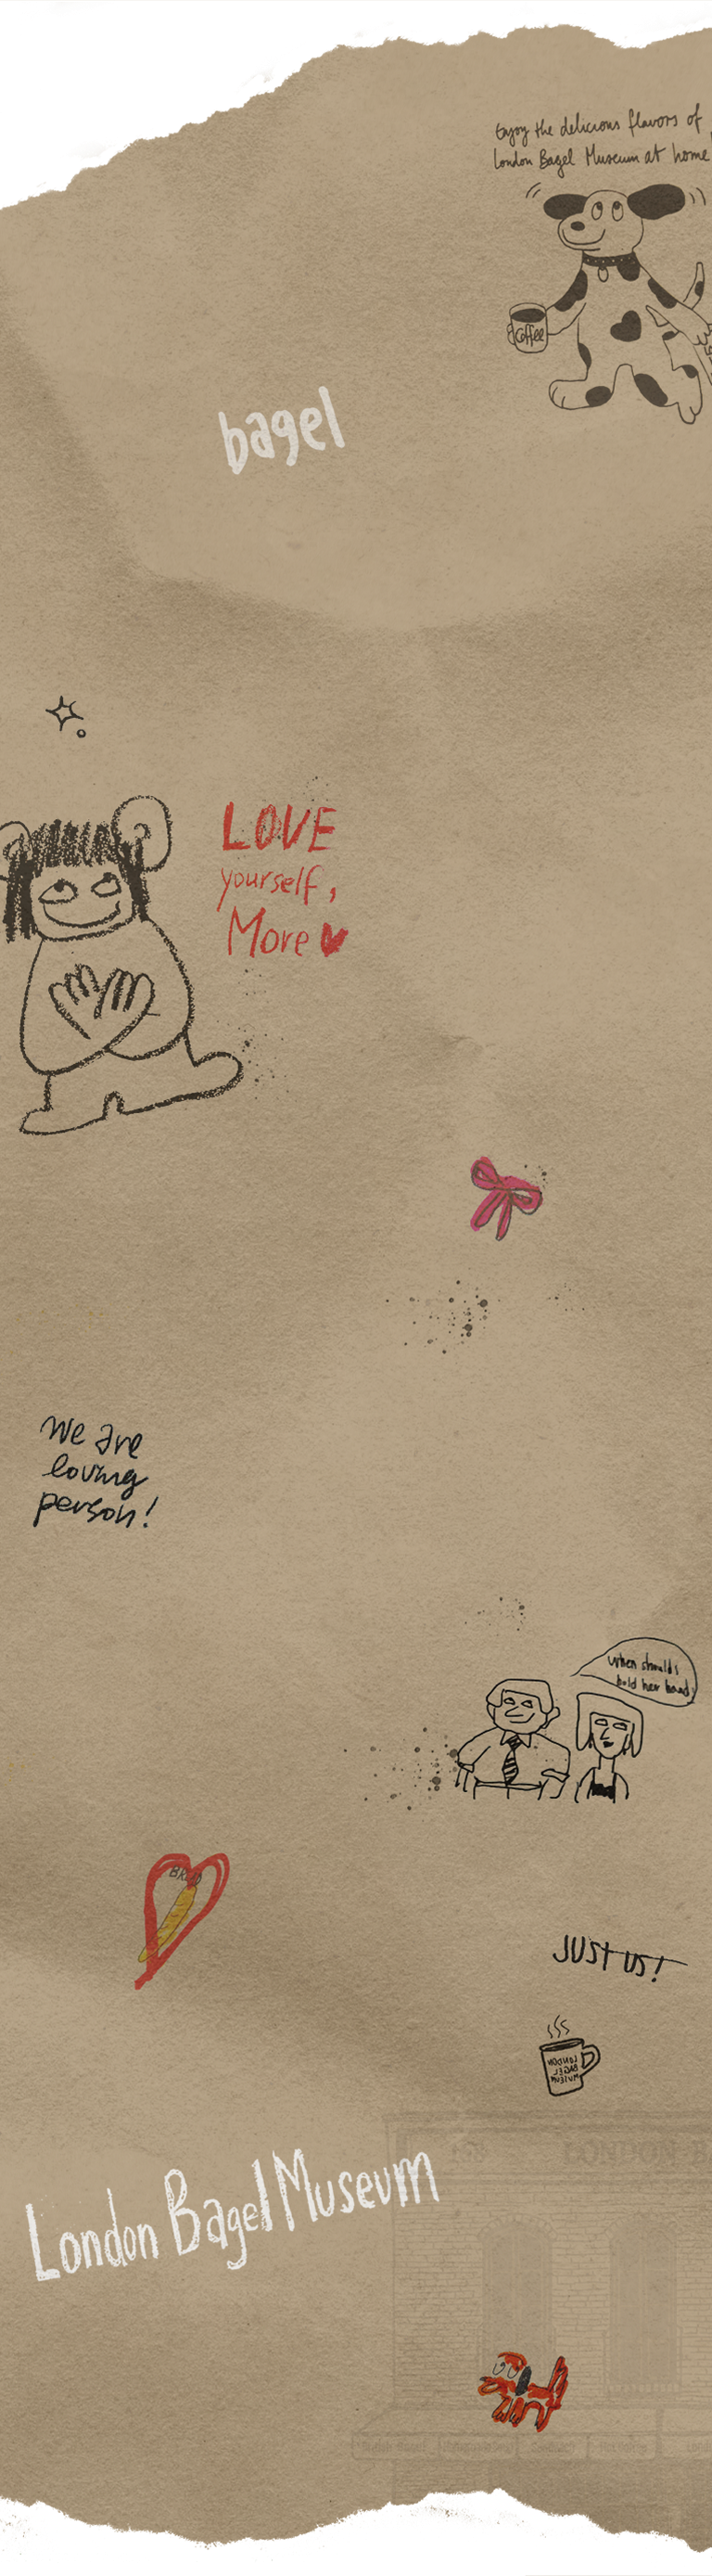 Enjoy the delicious flavors of
London Bagel Museum at home
Coffee
bagel
LOVE
yourself,
More
We are
loving
person!
when should i
hold her hand
BREAD
JUST US!
LONDON
BAGEL
MUSEUM
LONDON BA
London Bagel Museum